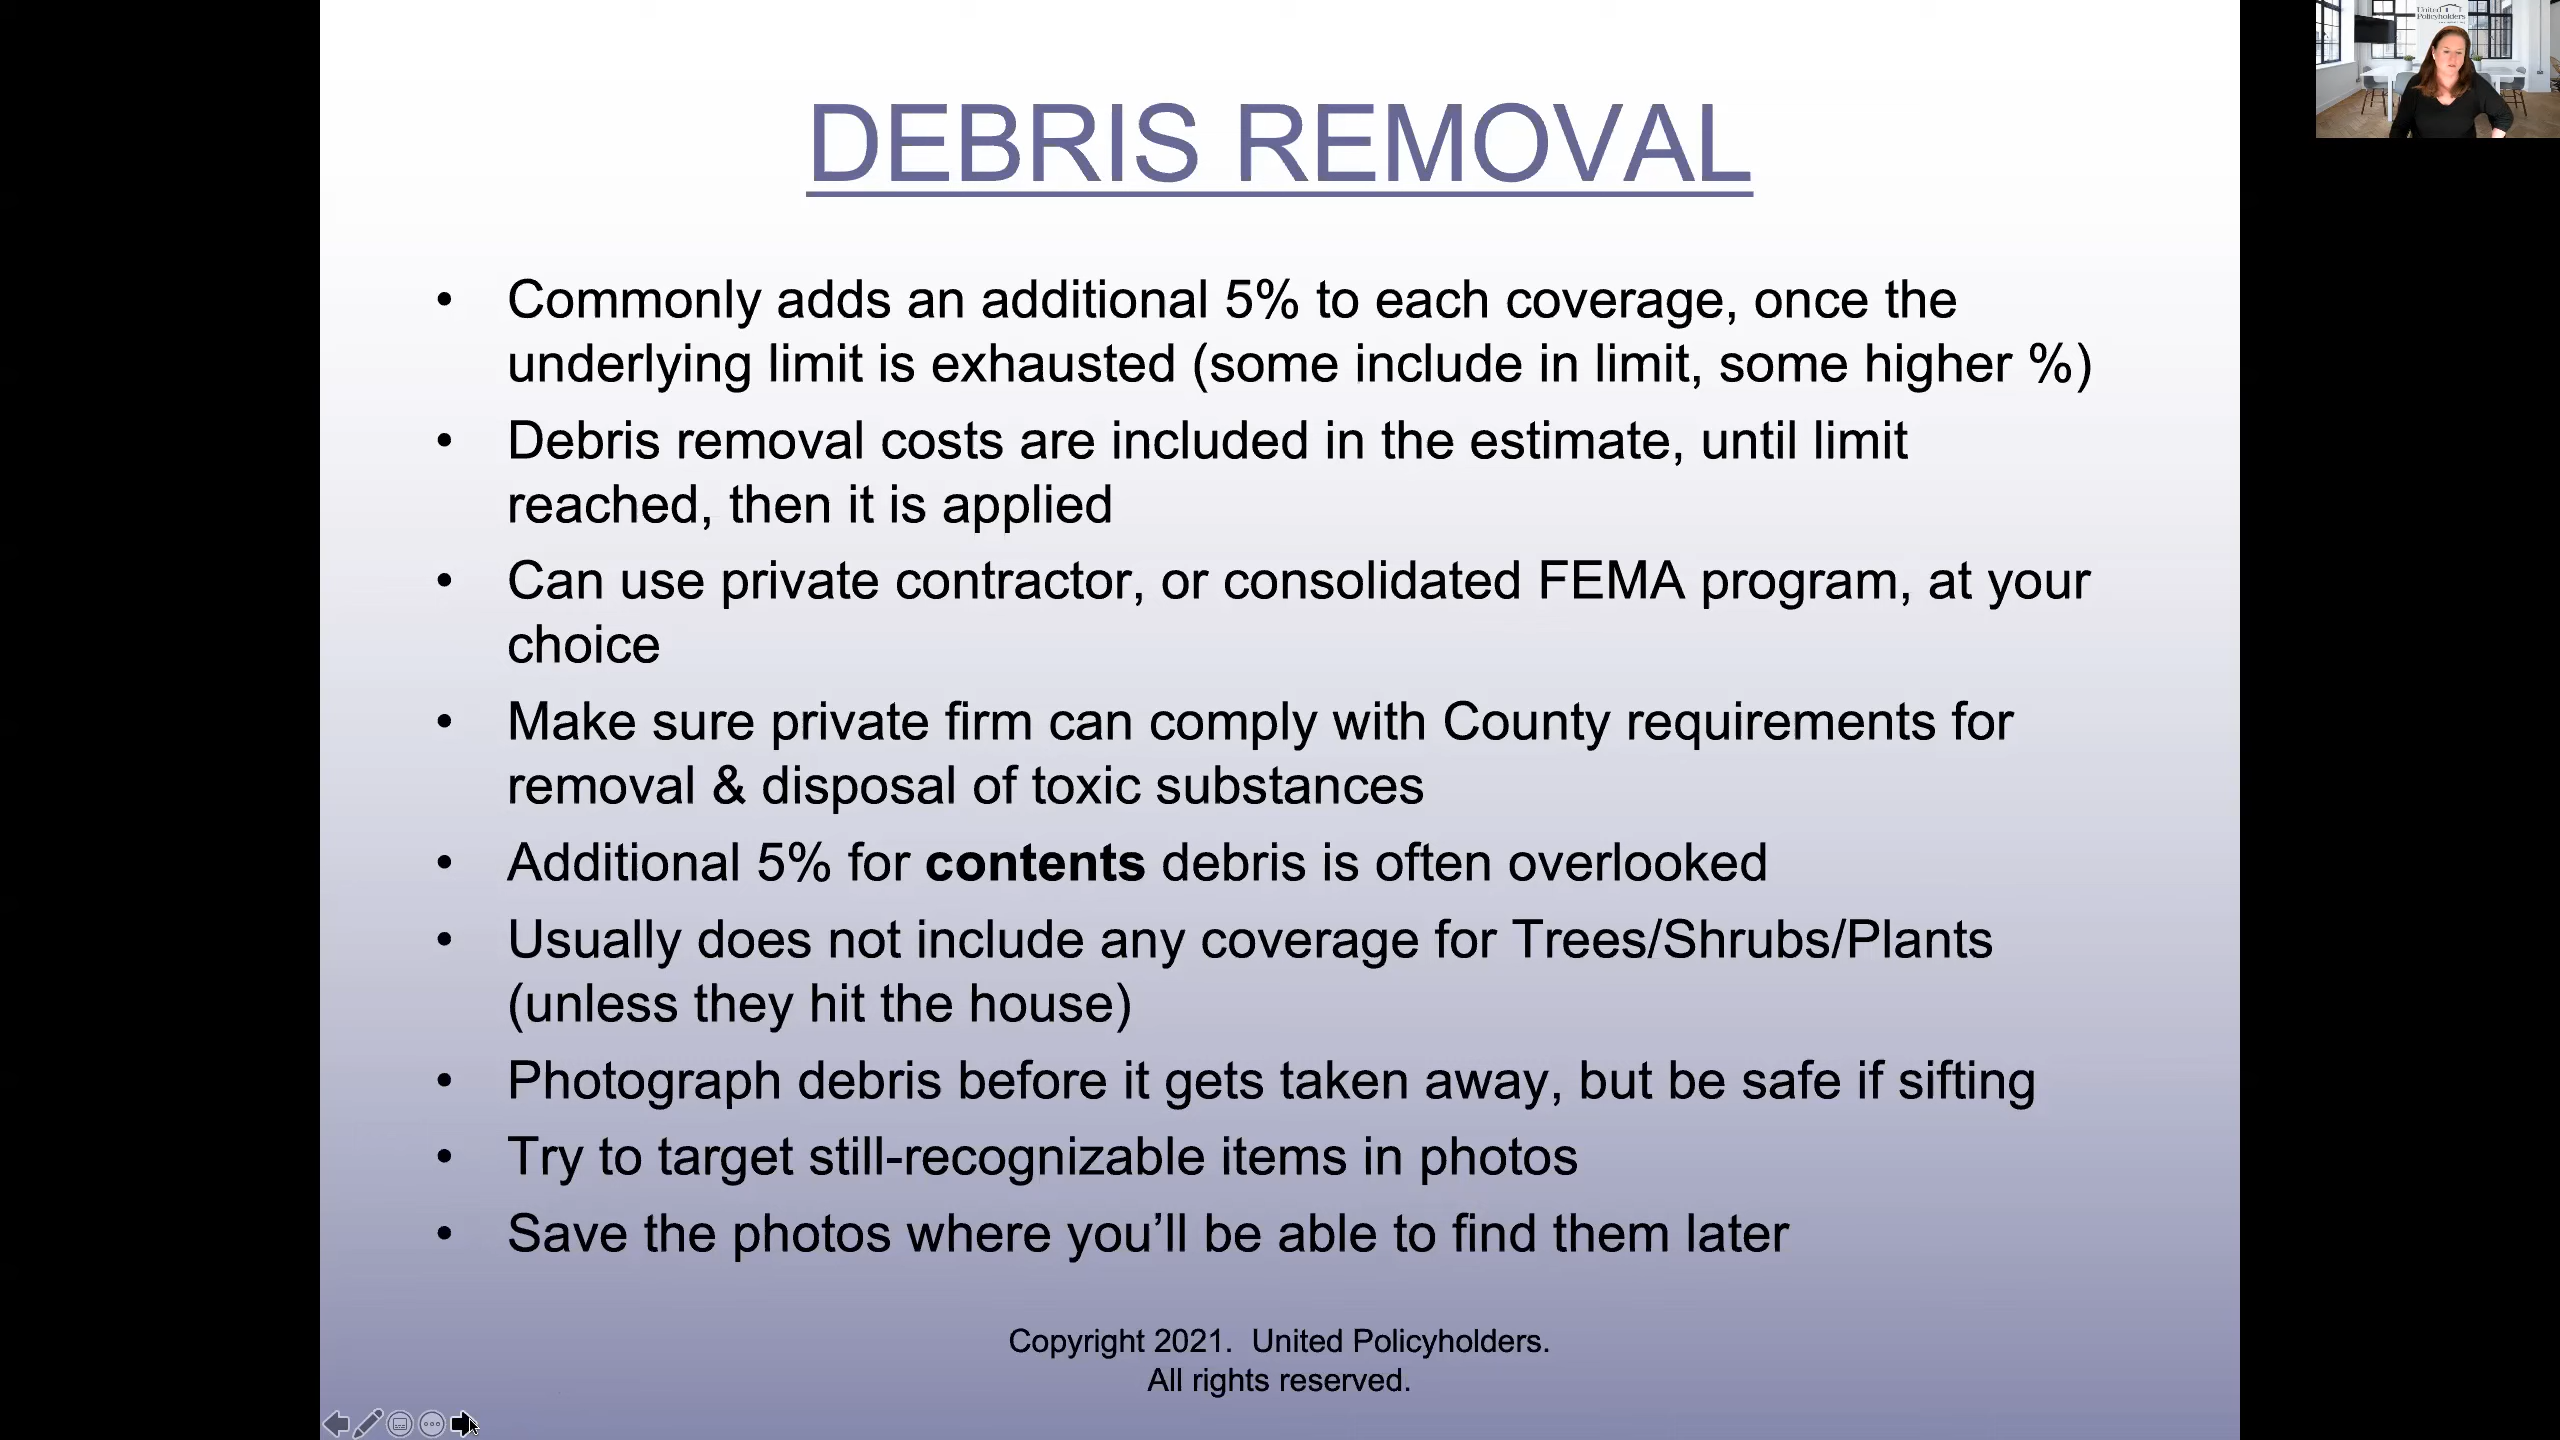 United
Policyholders
DEBRIS REMOVAL
• Commonly adds an additional 5% to each coverage, once the
underlying limit is exhausted (some include in limit, some higher %)
• Debris removal costs are included in the estimate, until limit
reached, then it is applied
• Can use private contractor, or consolidated FEMA program, at your
choice
• Make sure private firm can comply with County requirements for
removal & disposal of toxic substances
• Additional 5% for contents debris is often overlooked
• Usually does not include any coverage for Trees/Shrubs/Plants
(unless they hit the house)
• Photograph debris before it gets taken away, but be safe if sifting
• Try to target still-recognizable items in photos
• Save the photos where you’ll be able to find them later
Copyright 2021. United Policyholders.
All rights reserved.